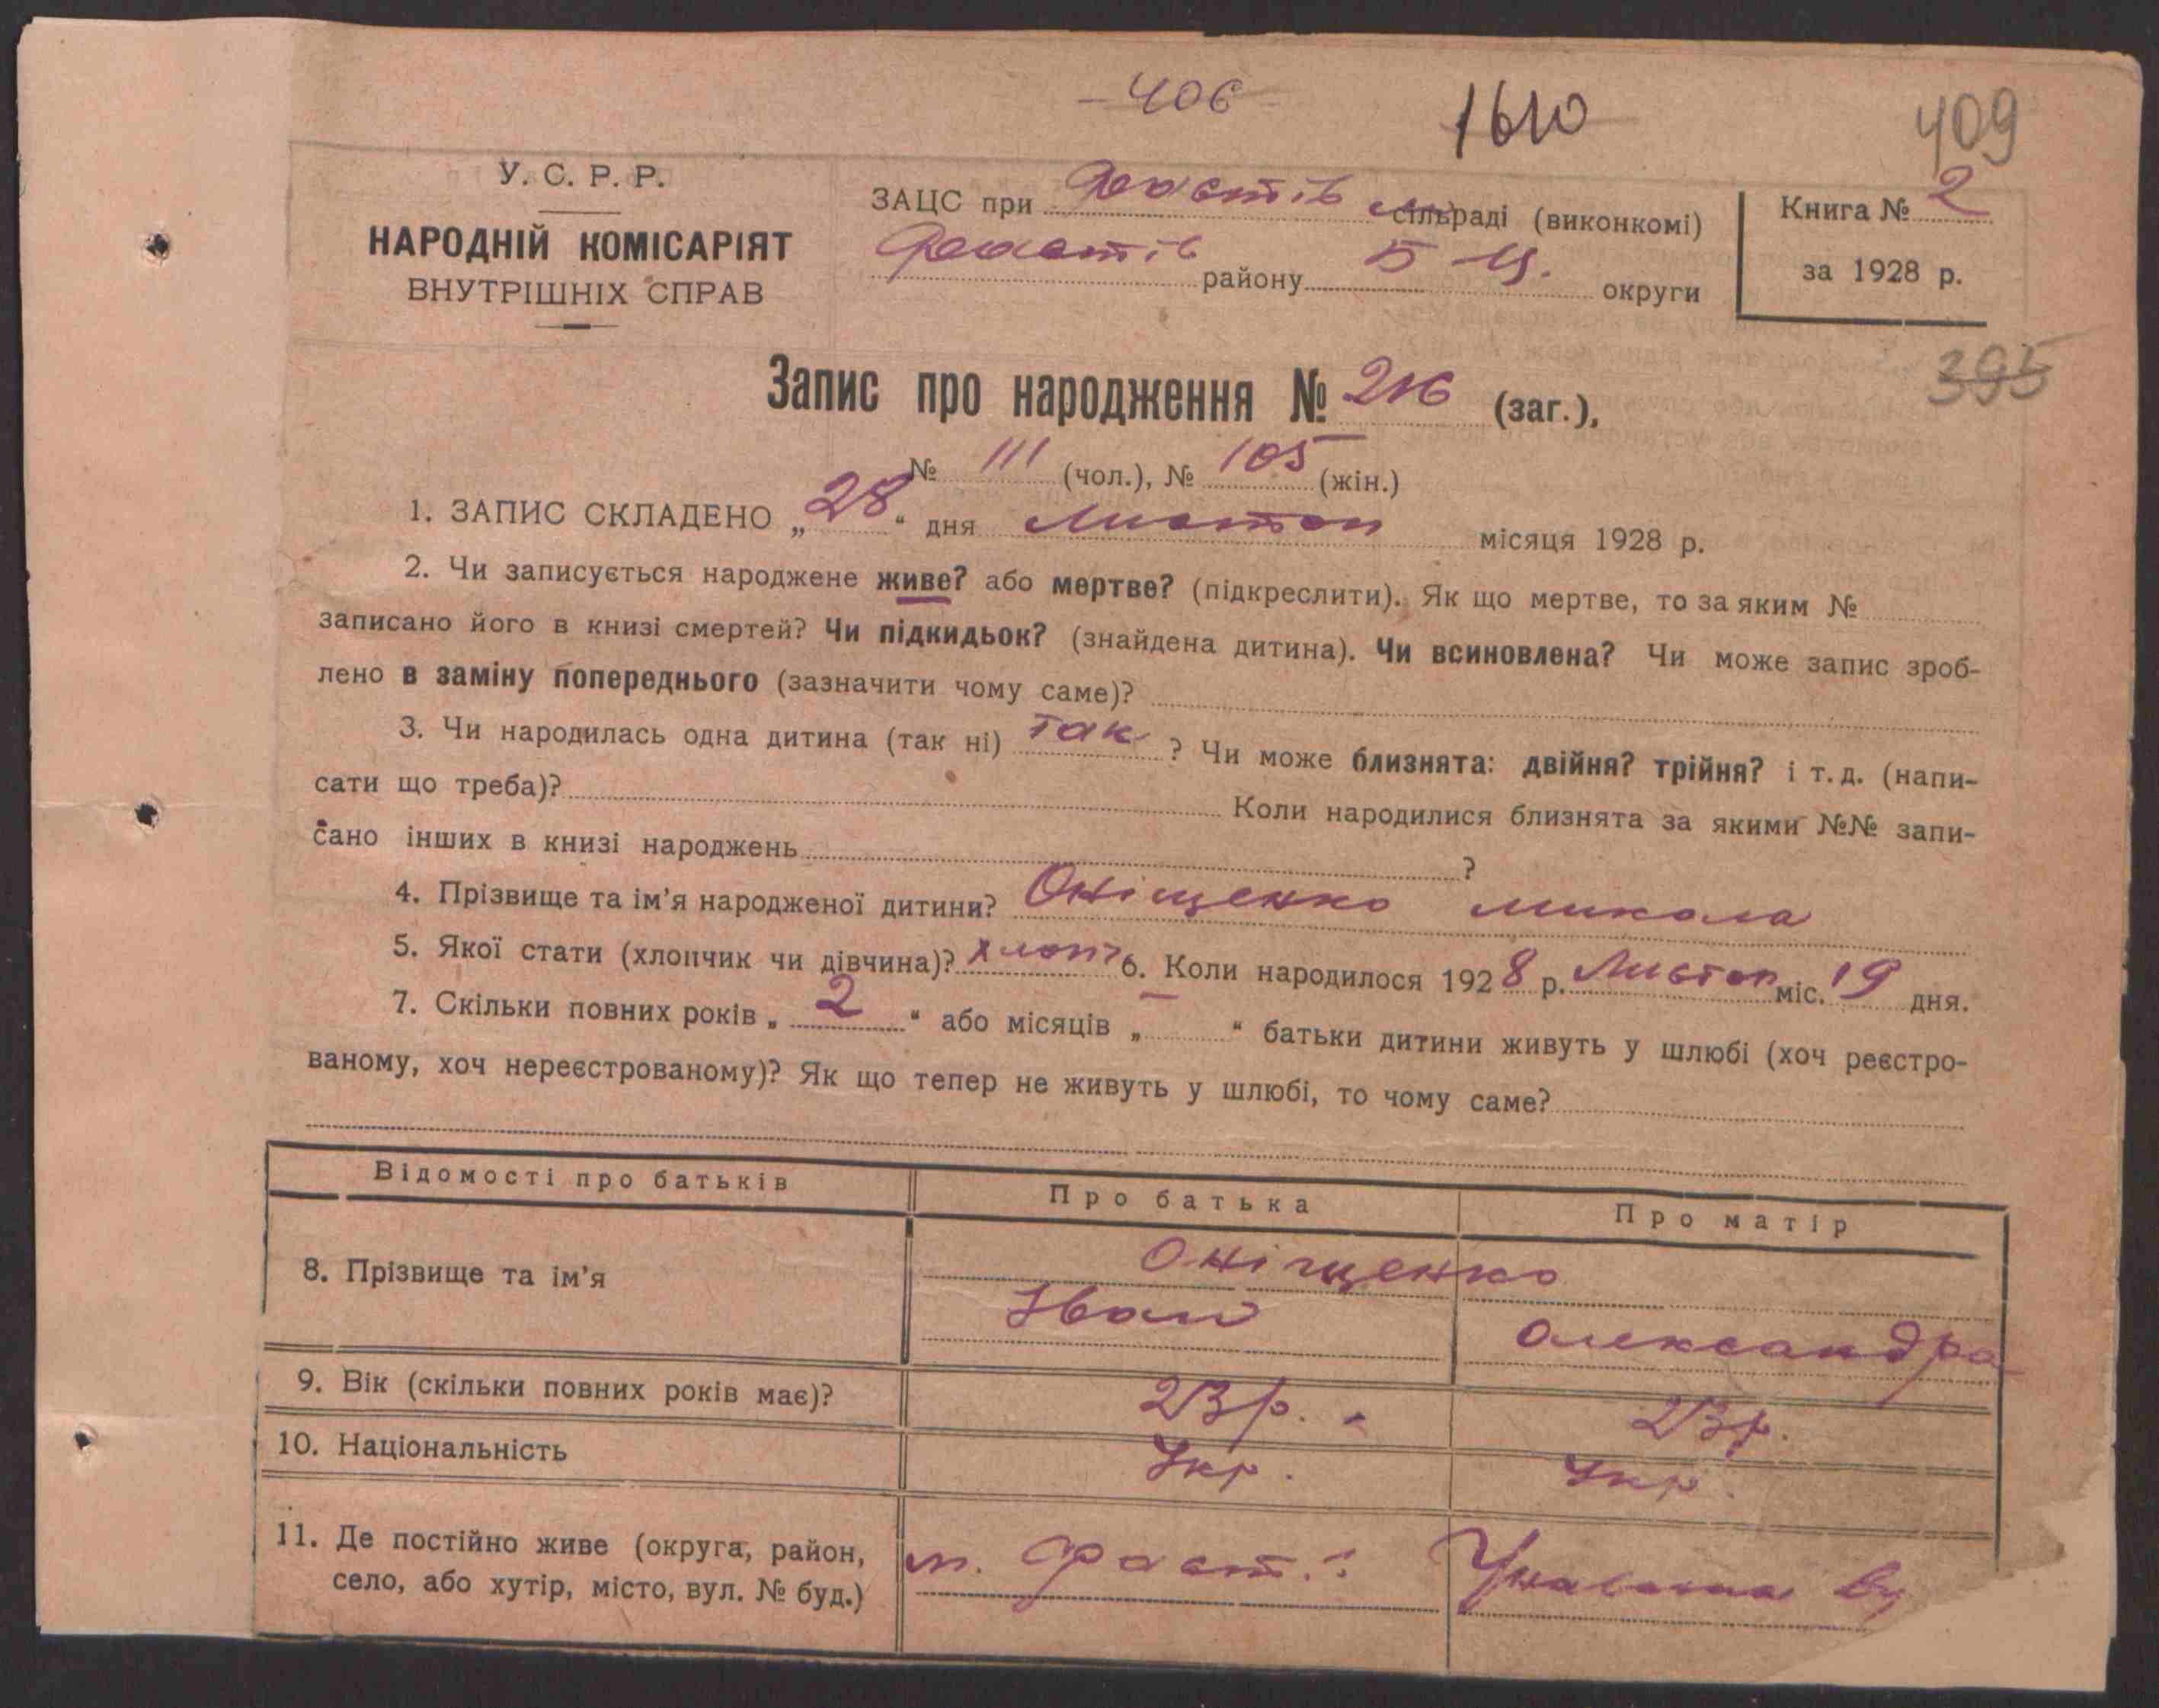 - 406 -
1610
409
У. С. Р. Р.
НАРОДНІЙ КОМІСАРІЯТ
ВНУТРІШНІХ СПРАВ
ЗАЦС при Фастів м сільраді (виконкомі)
Фастів району Б-Ц. округи
Книга № 2
за 1928 р.
395
Запис про народження № 216 (заг.),
№ 111 (чол.), № 105 (жін.)
1. ЗАПИС СКЛАДЕНО „28“ дня Листоп місяця 1928 р.
2. Чи записується народжене живе? або мертве? (підкреслити). Як що мертве, то за яким №
записано його в книзі смертей? Чи підкидьок? (знайдена дитина). Чи всиновлена? Чи може запис зроб-
лено в заміну попереднього (зазначити чому саме)?
3. Чи народилась одна дитина (так ні) так ? Чи може близнята: двійня? трійня? і т. д. (напи-
сати що треба)? Коли народилися близнята за якими №№ запи-
сано інших в книзі народжень ?
4. Прізвище та ім’я народженої дитини? Оніщенко Микола
5. Якої стати (хлопчик чи дівчина)? хлопч 6. Коли народилося 1928 р. Листоп міс. 19 дня.
7. Скільки повних років „2“ або місяців „—“ батьки дитини живуть у шлюбі (хоч реєстро-
ваному, хоч нереєстрованому)? Як що тепер не живуть у шлюбі, то чому саме?
Відомості про батьків Про батька Про матір
8. Прізвище та ім’я Оніщенко
Іван Олександра
9. Вік (скільки повних років має)? 23 р. 23 р.
10. Національність Укр. Укр.
11. Де постійно живе (округа, район,
село, або хутір, місто, вул. № буд.) м. Фаст.: Унавська ву